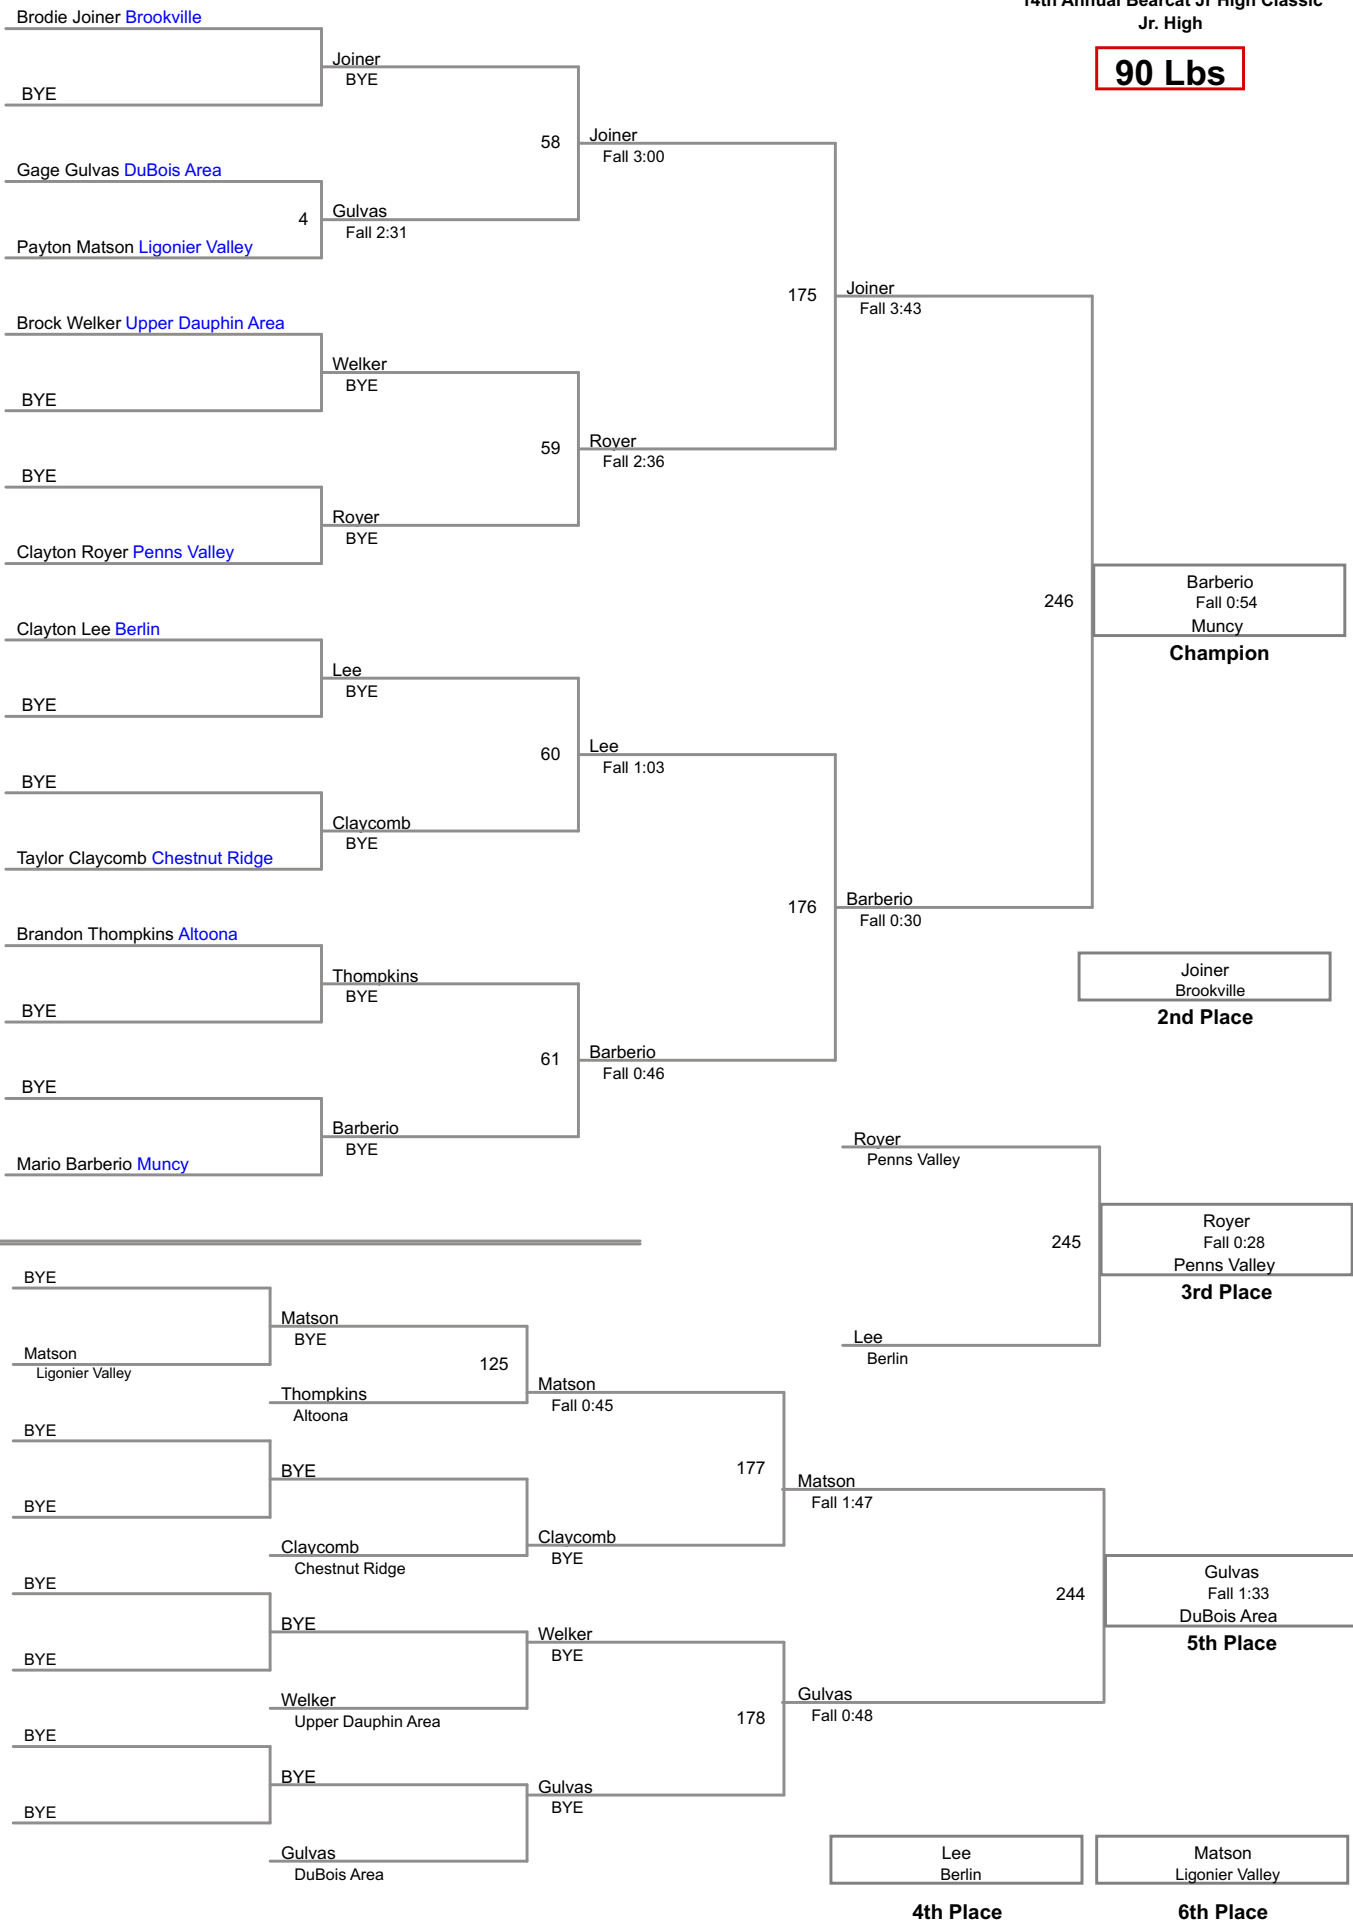 14th Annual Bearcat Jr High Classic
Jr. High
90 Lbs
Brodie Joiner Brookville
BYE
Gage Gulvas DuBois Area
Payton Matson Ligonier Valley
Brock Welker Upper Dauphin Area
BYE
BYE
Clayton Royer Penns Valley
Clayton Lee Berlin
BYE
BYE
Taylor Claycomb Chestnut Ridge
Brandon Thompkins Altoona
BYE
BYE
Mario Barberio Muncy
Joiner
BYE
4
Gulvas
Fall 2:31
Welker
BYE
Royer
BYE
Lee
BYE
Claycomb
BYE
Thompkins
BYE
Barberio
BYE
58
Joiner
Fall 3:00
59
Royer
Fall 2:36
60
Lee
Fall 1:03
61
Barberio
Fall 0:46
175
Joiner
Fall 3:43
176
Barberio
Fall 0:30
246
Barberio
Fall 0:54
Muncy
Champion
Joiner
Brookville
2nd Place
Royer
Penns Valley
245
Lee
Berlin
Royer
Fall 0:28
Penns Valley
3rd Place
BYE
Matson
Ligonier Valley
BYE
BYE
BYE
BYE
BYE
BYE
Matson
BYE
125
Thompkins
Altoona
BYE
Claycomb
Chestnut Ridge
BYE
Welker
Upper Dauphin Area
BYE
Gulvas
DuBois Area
Matson
Fall 0:45
177
Claycomb
BYE
Welker
BYE
178
Gulvas
BYE
Matson
Fall 1:47
244
Gulvas
Fall 0:48
Gulvas
Fall 1:33
DuBois Area
5th Place
Lee
Berlin
4th Place
Matson
Ligonier Valley
6th Place